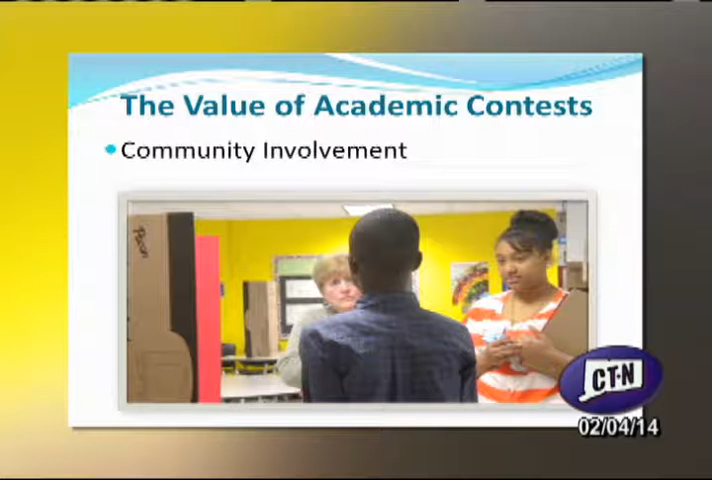 The Value of Academic Contests
Community Involvement
CT-N
02/04/14